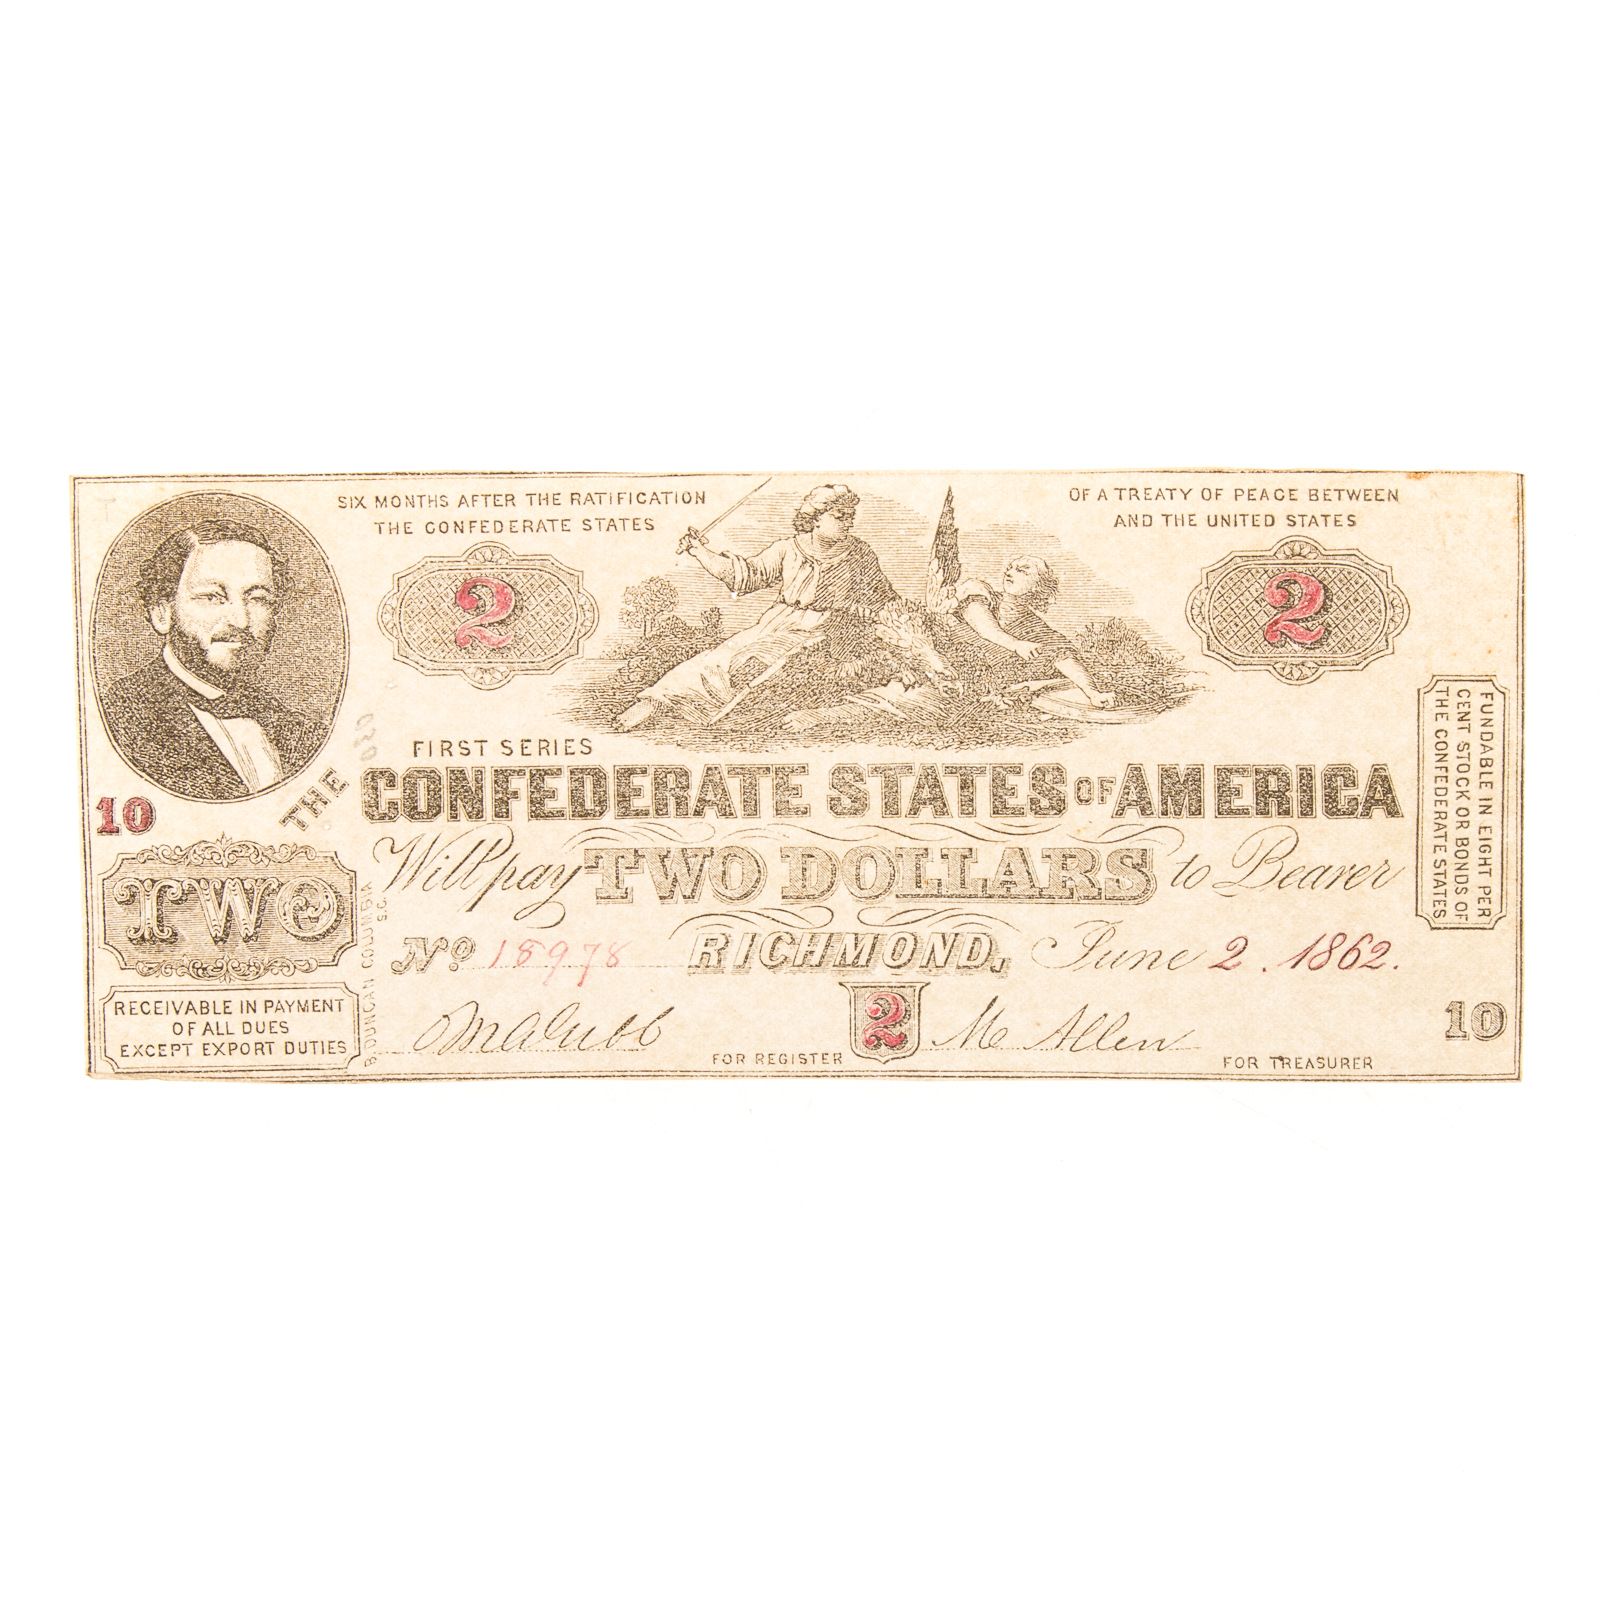 SIX MONTHS AFTER THE RATIFICATION
THE CONFEDERATE STATES
OF A TREATY OF PEACE BETWEEN
AND THE UNITED STATES
2
2
FIRST SERIES
10
THE CONFEDERATE STATES OF AMERICA
Will pay TWO DOLLARS to Bearer
TWO
No 18978 RICHMOND, June 2. 1862.
RECEIVABLE IN PAYMENT
OF ALL DUES
EXCEPT EXPORT DUTIES
B. DUNCAN COLUMBIA
S.C.
FOR REGISTER
2
M Allen
FOR TREASURER
10
FUNDABLE IN EIGHT PER
CENT STOCK OR BONDS OF
THE CONFEDERATE STATES